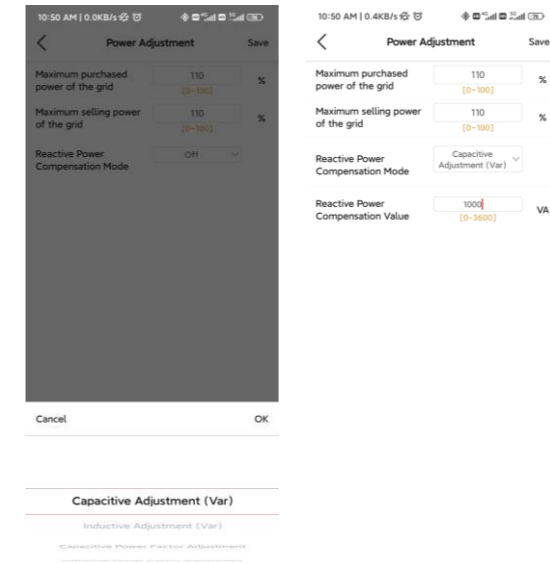 10:50 AM | 0.0KB/s
Power Adjustment
Save
Maximum purchased
power of the grid
110
[0~100]
%
Maximum selling power
of the grid
110
[0~100]
%
Reactive Power
Compensation Mode
Off
Cancel
OK
Capacitive Adjustment (Var)
Inductive Adjustment (Var)
Capacitive Power Factor Adjustment
10:50 AM | 0.4KB/s
Power Adjustment
Save
Maximum purchased
power of the grid
110
[0~100]
%
Maximum selling power
of the grid
110
[0~100]
%
Reactive Power
Compensation Mode
Capacitive
Adjustment (Var)
Reactive Power
Compensation Value
1000
[0~3600]
VA